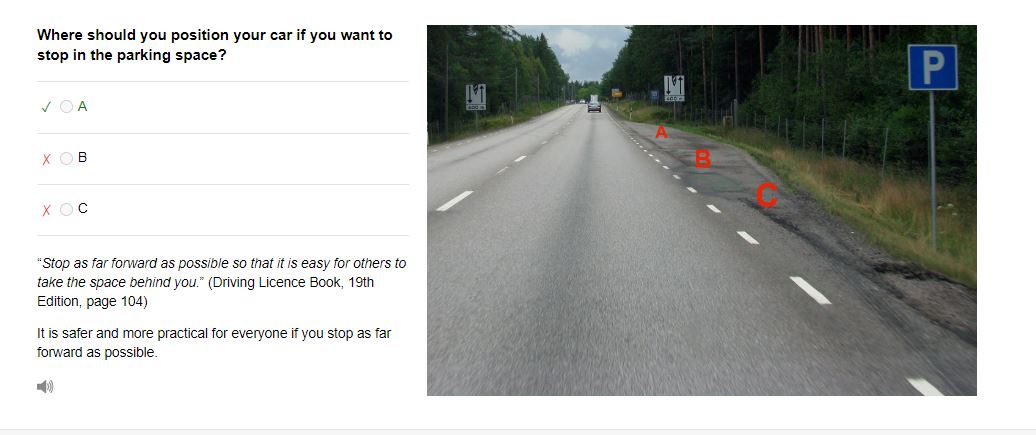 Where should you position your car if you want to
stop in the parking space?
✓ A
✗ B
✗ C
“Stop as far forward as possible so that it is easy for others to
take the space behind you.” (Driving Licence Book, 19th
Edition, page 104)
It is safer and more practical for everyone if you stop as far
forward as possible.
P
A
B
C